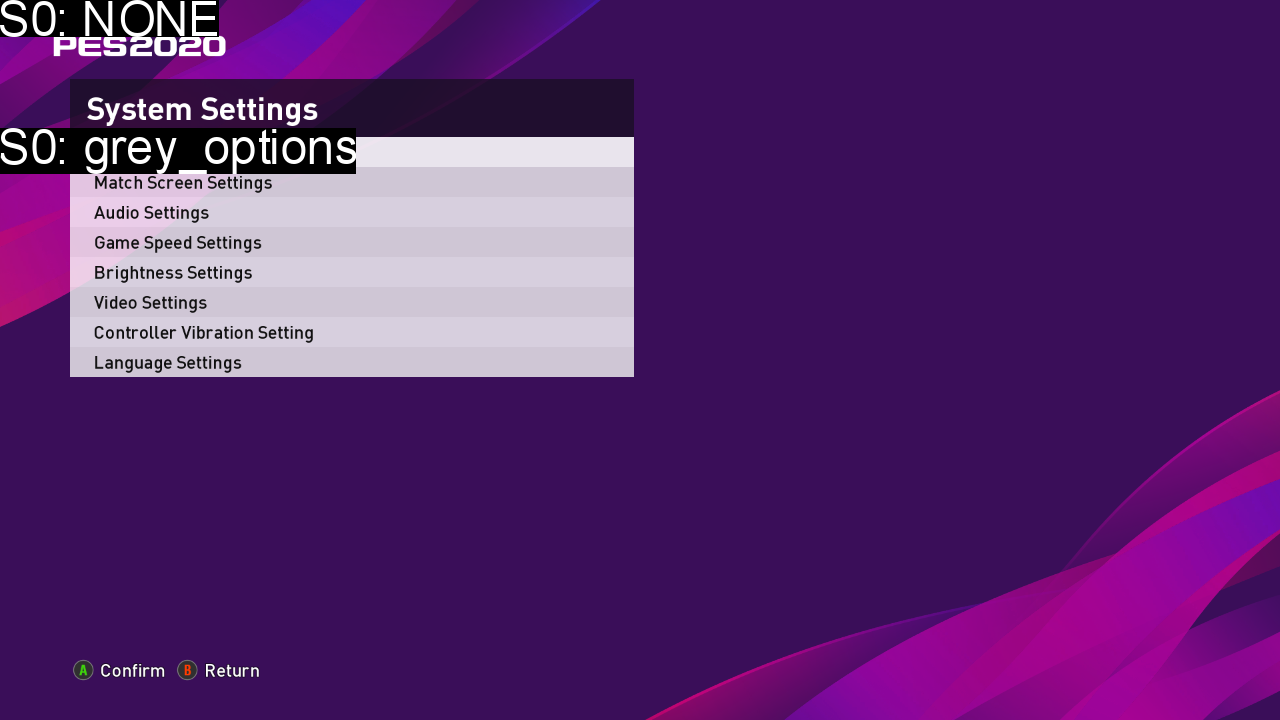 S0: NONE
PES2020
System Settings
S0: grey_options
Match Screen Settings
Audio Settings
Game Speed Settings
Brightness Settings
Video Settings
Controller Vibration Setting
Language Settings
A Confirm B Return